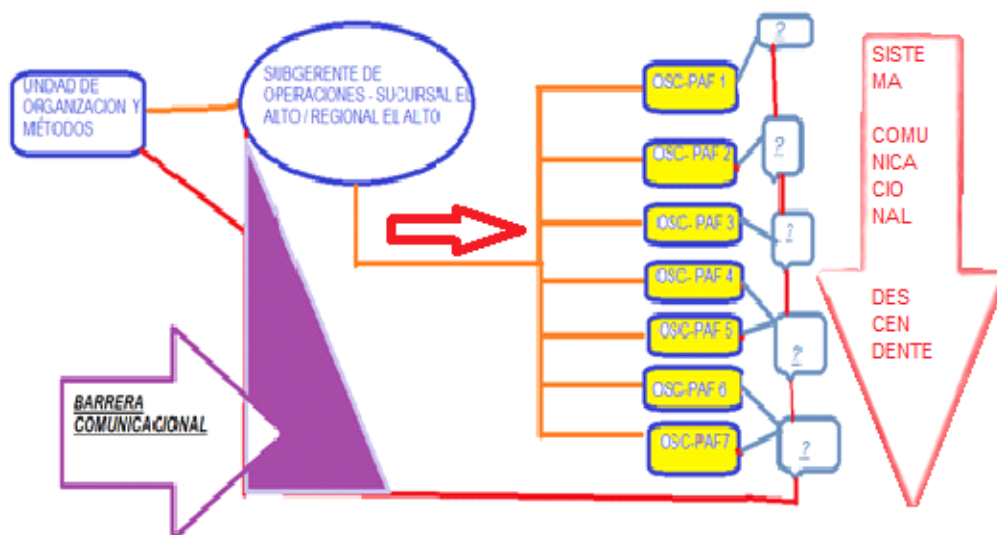 UNDAD DE
ORGANIZACION Y
MÉTODOS
SUBGERENTE DE
OPERACIONES - SUCURSAL EL
ALTO / REGIONAL EL ALTO
OSC-PAF 1
OSC- PAF 2
OSC- PAF 3
OSC-PAF 4
OSC-PAF 5
OSC-PAF 6
OSC-PAF7
?
?
?
?
?
SISTE
MA
COMU
NICA
CIO
NAL
DES
CEN
DENTE
BARRERA
COMUNICACIONAL